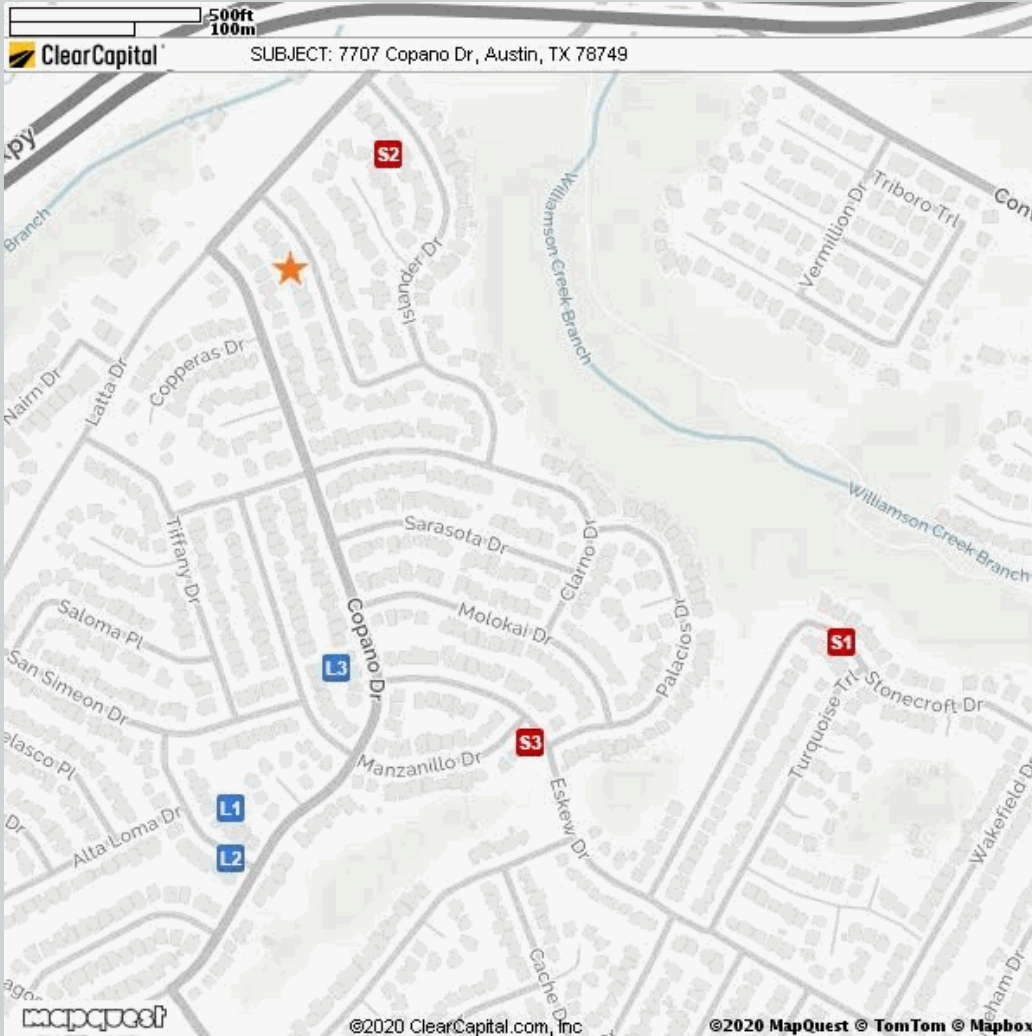 500ft
100m
ClearCapital
SUBJECT: 7707 Copano Dr, Austin, TX 78749
S2
Triboro Trl
Vermillion Dr
Williamson Creek Branch
Branch
Islander Dr
Copperas Dr
Nairn Dr
Latta Dr
Williamson Creek Branch
Tiffany Dr
Sarasota Dr
Clarno Dr
Saloma Pl
Molokai Dr
Palacios Dr
Copano Dr
S1
L3
San Simeon Dr
Stonecroft Dr
Turquoise Trl
S3
Manzanillo Dr
L1
Eskew Dr
Alta Loma Dr
Dr
Wakefield Dr
L2
Cache D
mapquest
©2020 ClearCapital.com, Inc
©2020 MapQuest © TomTom © Mapbox